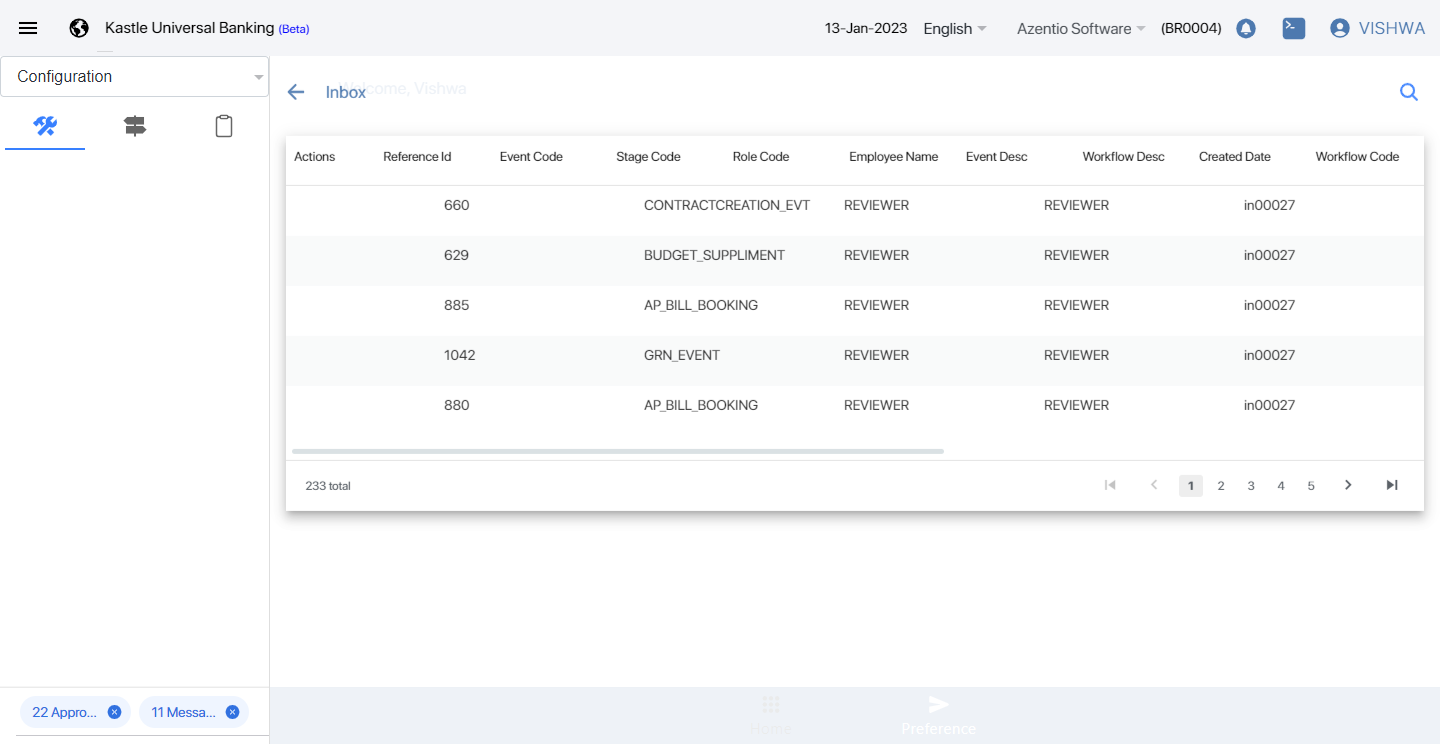 Kastle Universal Banking (Beta)
13-Jan-2023 English Azentio Software (BR0004) VISHWA
Configuration
Inbox Welcome, Vishwa
Actions Reference Id Event Code Stage Code Role Code Employee Name Event Desc Workflow Desc Created Date Workflow Code
660 CONTRACTCREATION_EVT REVIEWER REVIEWER in00027
629 BUDGET_SUPPLIMENT REVIEWER REVIEWER in00027
885 AP_BILL_BOOKING REVIEWER REVIEWER in00027
1042 GRN_EVENT REVIEWER REVIEWER in00027
880 AP_BILL_BOOKING REVIEWER REVIEWER in00027
233 total 1 2 3 4 5
22 Appro... 11 Messa...
Home Preference